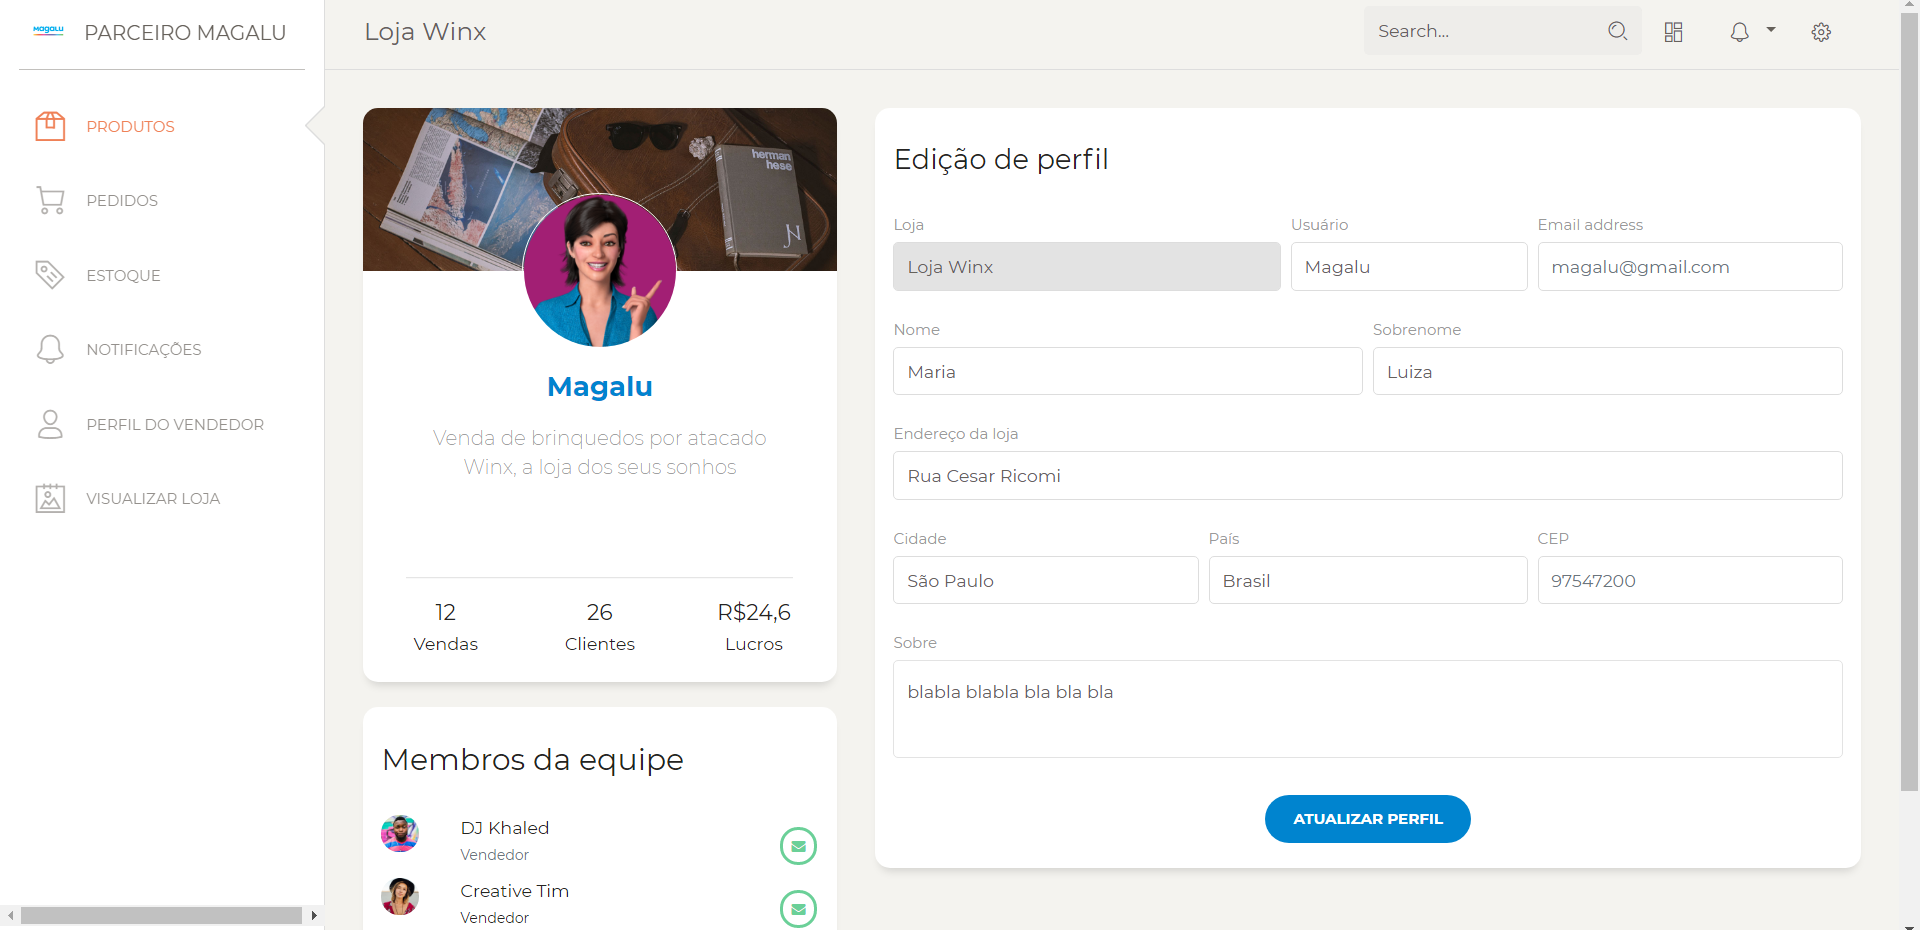 Magalu
PARCEIRO MAGALU
PRODUTOS
PEDIDOS
ESTOQUE
NOTIFICAÇÕES
PERFIL DO VENDEDOR
VISUALIZAR LOJA
Loja Winx
Search...
herman
hese
Magalu
Venda de brinquedos por atacado
Winx, a loja dos seus sonhos
12
Vendas
26
Clientes
R$24,6
Lucros
Membros da equipe
DJ Khaled
Vendedor
Creative Tim
Vendedor
Edição de perfil
Loja
Loja Winx
Usuário
Magalu
Email address
magalu@gmail.com
Nome
Maria
Sobrenome
Luiza
Endereço da loja
Rua Cesar Ricomi
Cidade
São Paulo
País
Brasil
CEP
97547200
Sobre
blabla blabla bla bla bla
ATUALIZAR PERFIL